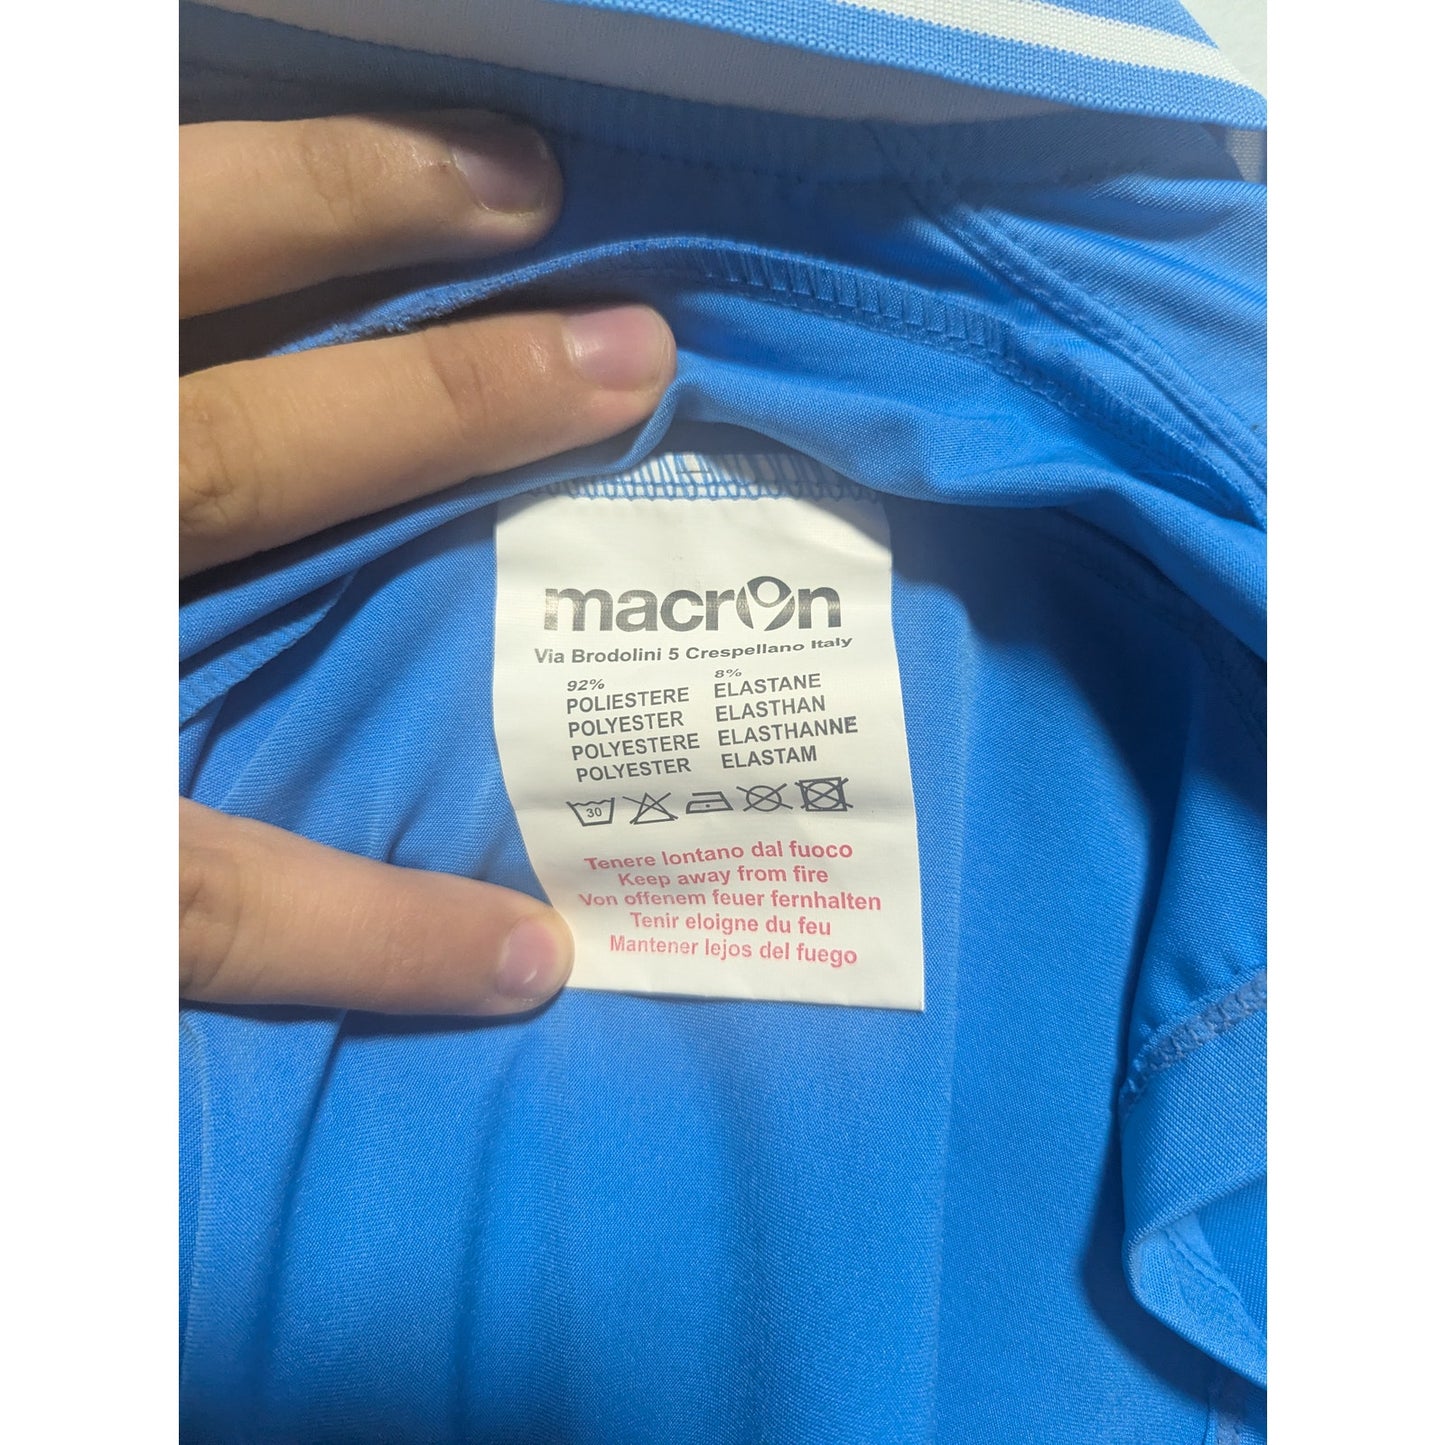 macron
Via Brodolini 5 Crespellano Italy
92% 8%
POLIESTERE ELASTANE
POLYESTER ELASTHAN
POLYESTERE ELASTHANNE
POLYESTER ELASTAM
30
Tenere lontano dal fuoco
Keep away from fire
Von offenem feuer fernhalten
Tenir eloigne du feu
Mantener lejos del fuego